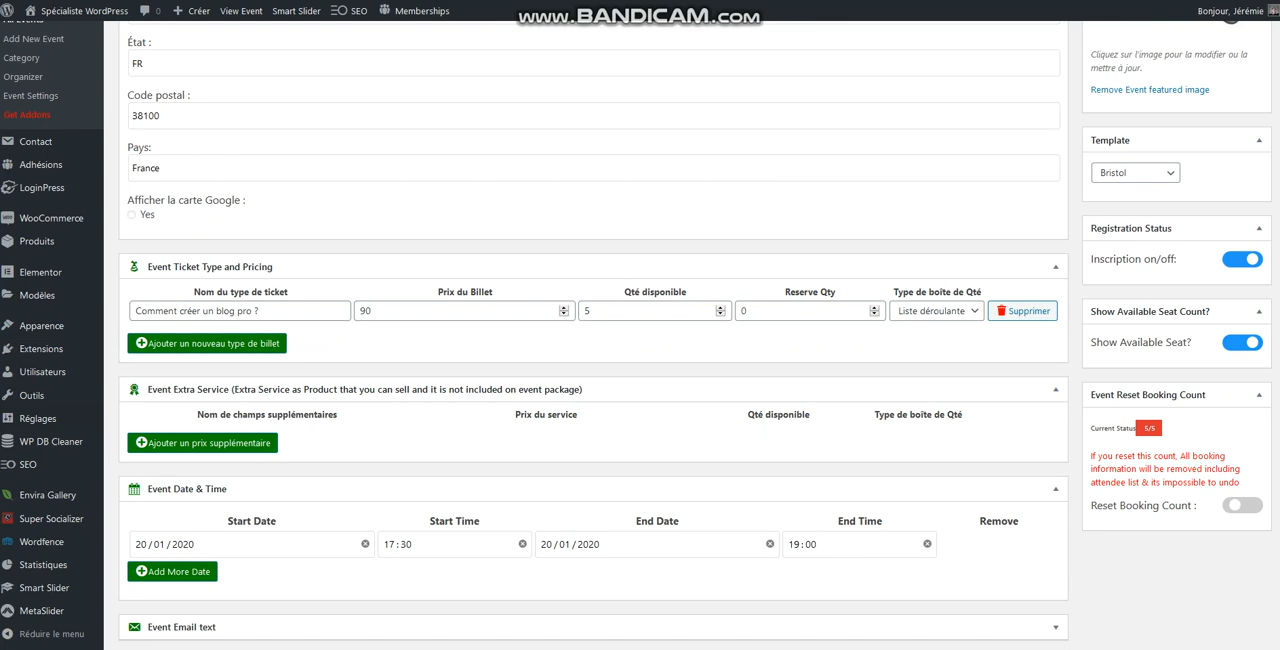 Spécialiste WordPress 0 Créer View Event Smart Slider SEO Memberships Bonjour, Jérémie
www.BANDICAM.com
All Events
Add New Event
Category
Organizer
Event Settings
Get Addons
Contact
Adhésions
LoginPress
WooCommerce
Produits
Elementor
Modèles
Apparence
Extensions
Utilisateurs
Outils
Réglages
WP DB Cleaner
SEO
Envira Gallery
Super Socializer
Wordfence
Statistiques
Smart Slider
MetaSlider
Réduire le menu
État :
FR
Code postal :
38100
Pays:
France
Afficher la carte Google :
Yes
Event Ticket Type and Pricing
Nom du type de ticket Prix du Billet Qté disponible Reserve Qty Type de boîte de Qté
Comment créer un blog pro ? 90 5 0 Liste déroulante Supprimer
Ajouter un nouveau type de billet
Event Extra Service (Extra Service as Product that you can sell and it is not included on event package)
Nom de champs supplémentaires Prix du service Qté disponible Type de boîte de Qté
Ajouter un prix supplémentaire
Event Date & Time
Start Date Start Time End Date End Time Remove
20/01/2020 17:30 20/01/2020 19:00
Add More Date
Event Email text
Cliquez sur l'image pour la modifier ou la
mettre à jour.
Remove Event featured image
Template
Bristol
Registration Status
Inscription on/off:
Show Available Seat Count?
Show Available Seat?
Event Reset Booking Count
Current Status 5/5
If you reset this count, All booking
information will be removed including
attendee list & its impossible to undo
Reset Booking Count :